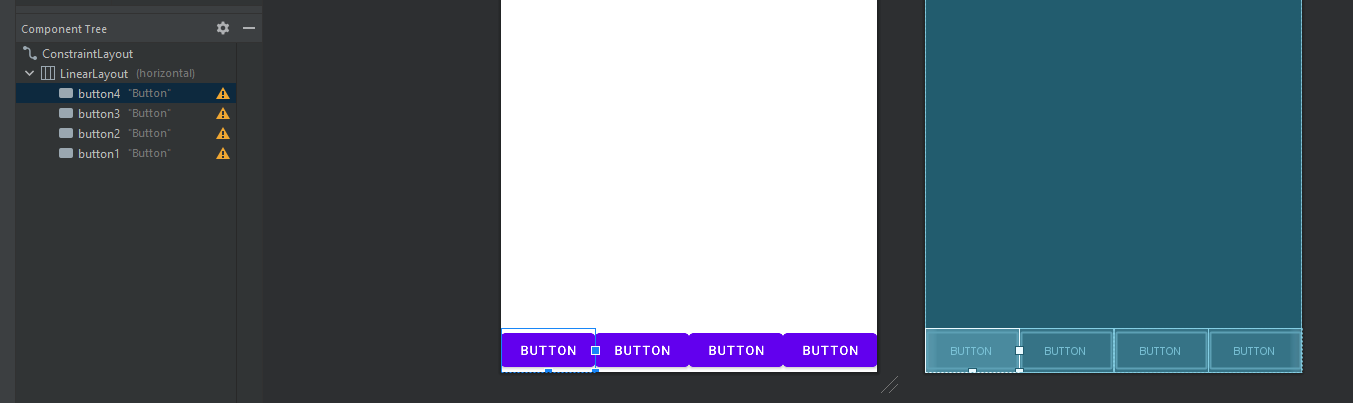 Component Tree
ConstraintLayout
LinearLayout (horizontal)
button4 "Button"
button3 "Button"
button2 "Button"
button1 "Button"
BUTTON BUTTON BUTTON BUTTON
BUTTON BUTTON BUTTON BUTTON